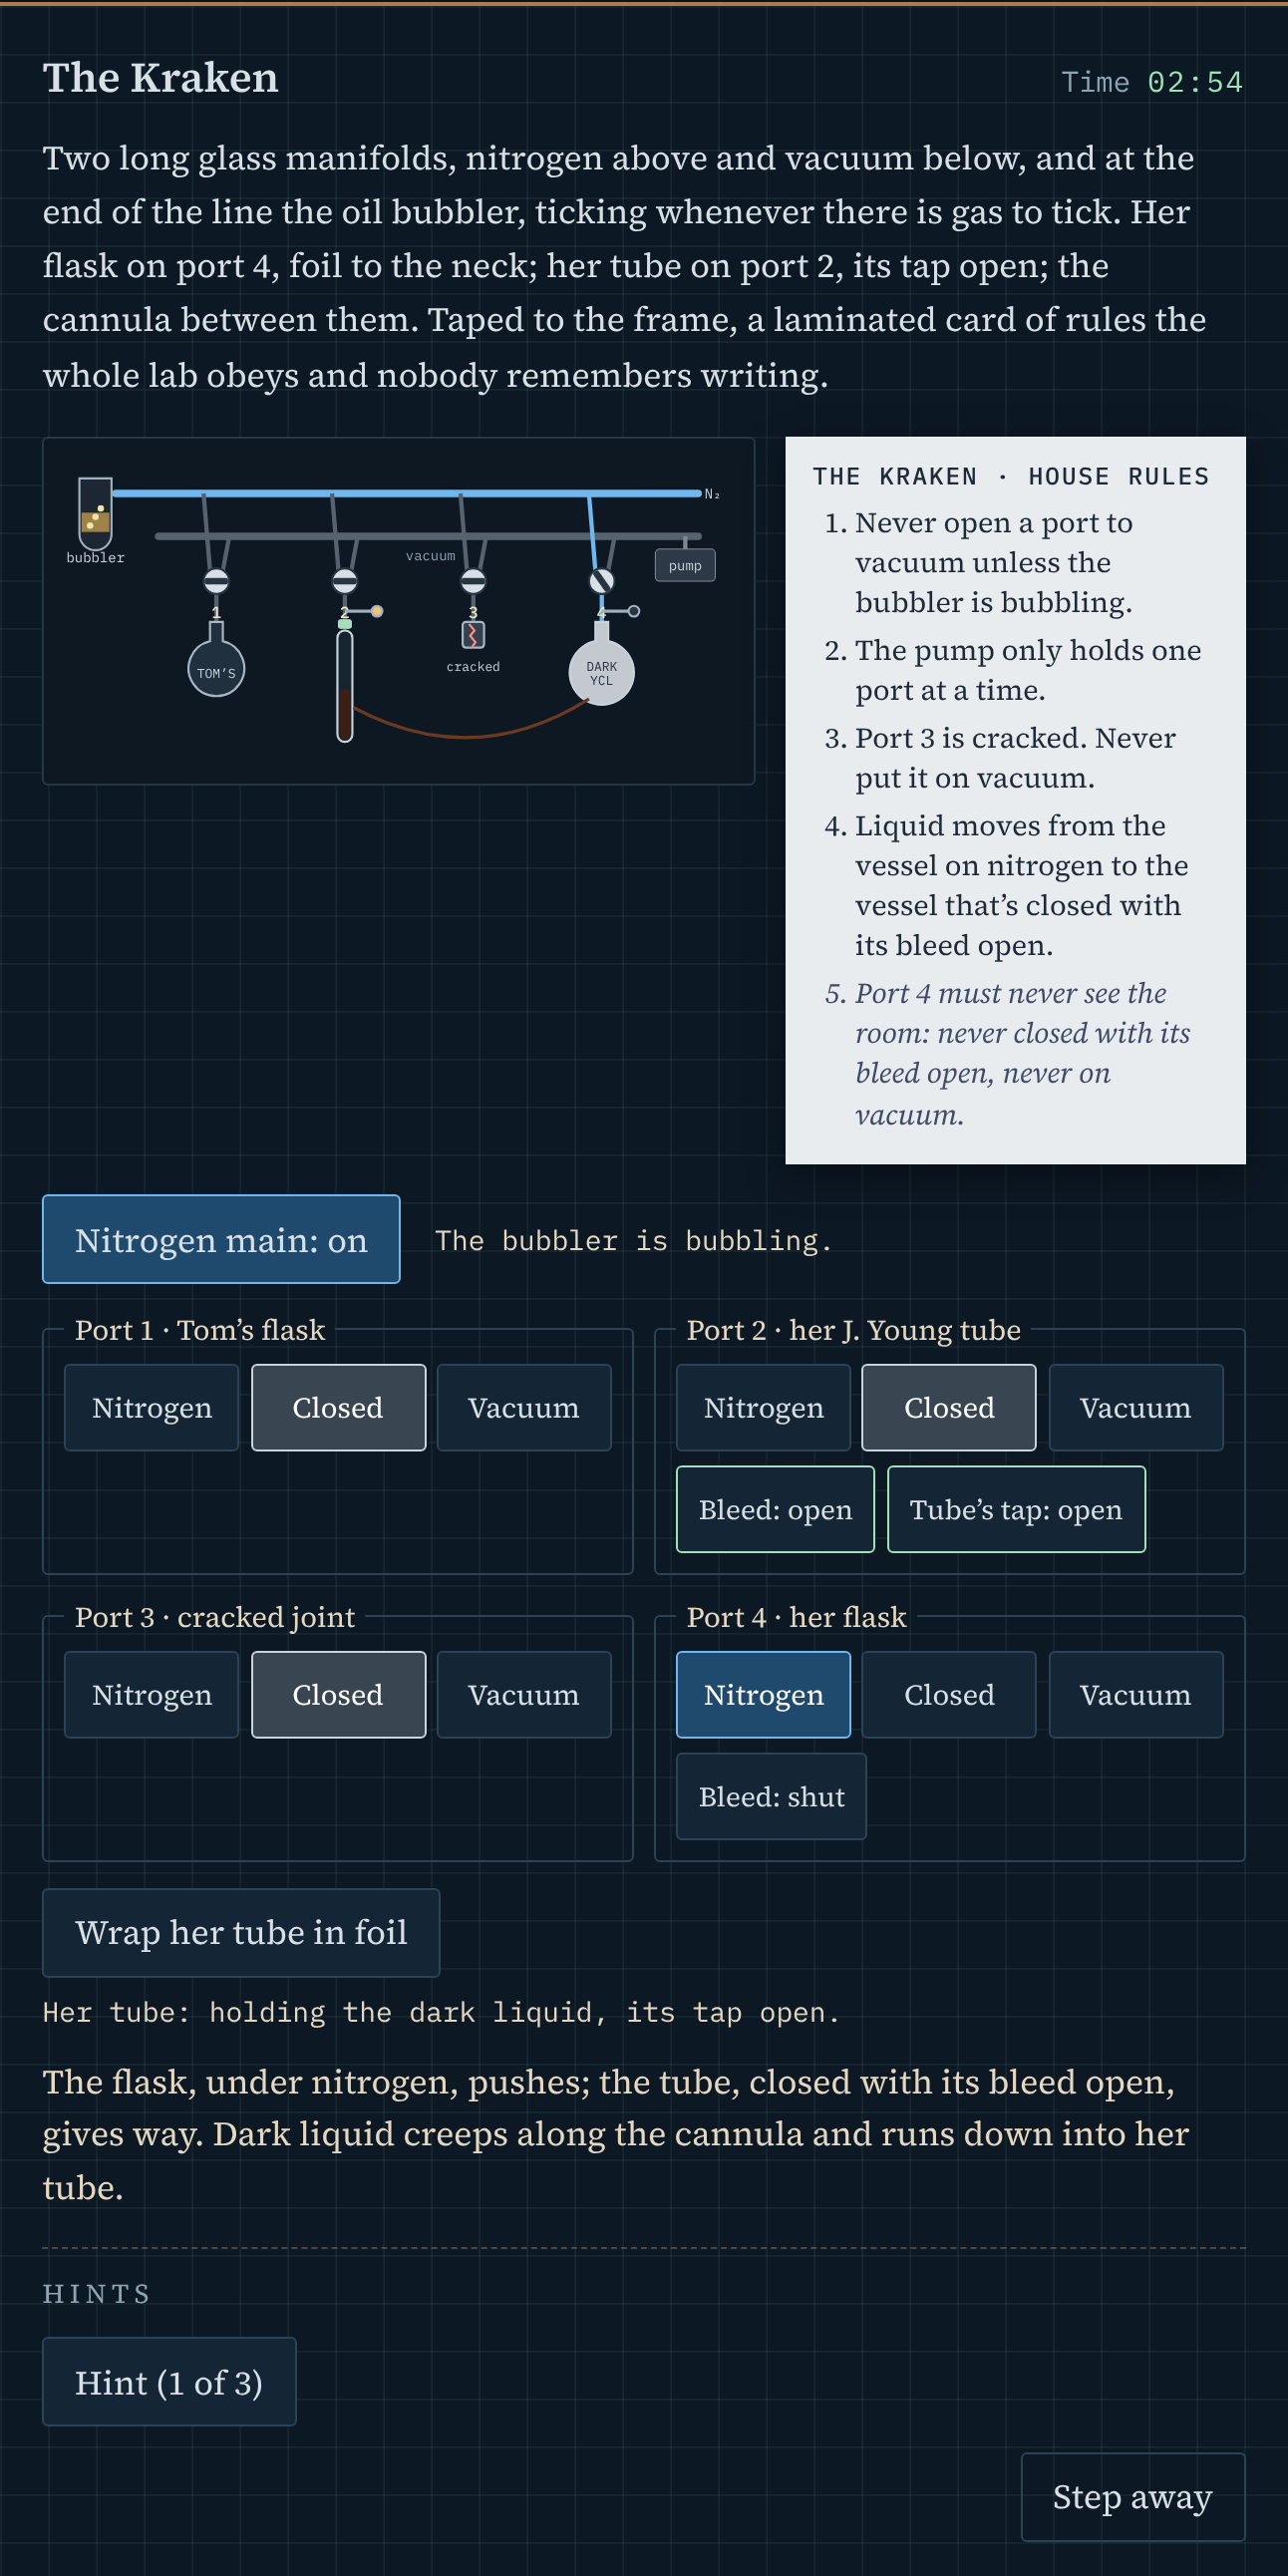 The Kraken
Time 02:54
Two long glass manifolds, nitrogen above and vacuum below, and at the
end of the line the oil bubbler, ticking whenever there is gas to tick. Her
flask on port 4, foil to the neck; her tube on port 2, its tap open; the
cannula between them. Taped to the frame, a laminated card of rules the
whole lab obeys and nobody remembers writing.
N₂
bubbler
vacuum
pump
1
2
3
4
TOM’S
cracked
DARK
YCL
THE KRAKEN · HOUSE RULES
1. Never open a port to
vacuum unless the
bubbler is bubbling.
2. The pump only holds one
port at a time.
3. Port 3 is cracked. Never
put it on vacuum.
4. Liquid moves from the
vessel on nitrogen to the
vessel that’s closed with
its bleed open.
5. Port 4 must never see the
room: never closed with its
bleed open, never on
vacuum.
Nitrogen main: on
The bubbler is bubbling.
Port 1 · Tom’s flask
Nitrogen Closed Vacuum
Port 2 · her J. Young tube
Nitrogen Closed Vacuum
Bleed: open Tube’s tap: open
Port 3 · cracked joint
Nitrogen Closed Vacuum
Port 4 · her flask
Nitrogen Closed Vacuum
Bleed: shut
Wrap her tube in foil
Her tube: holding the dark liquid, its tap open.
The flask, under nitrogen, pushes; the tube, closed with its bleed open,
gives way. Dark liquid creeps along the cannula and runs down into her
tube.
HINTS
Hint (1 of 3)
Step away